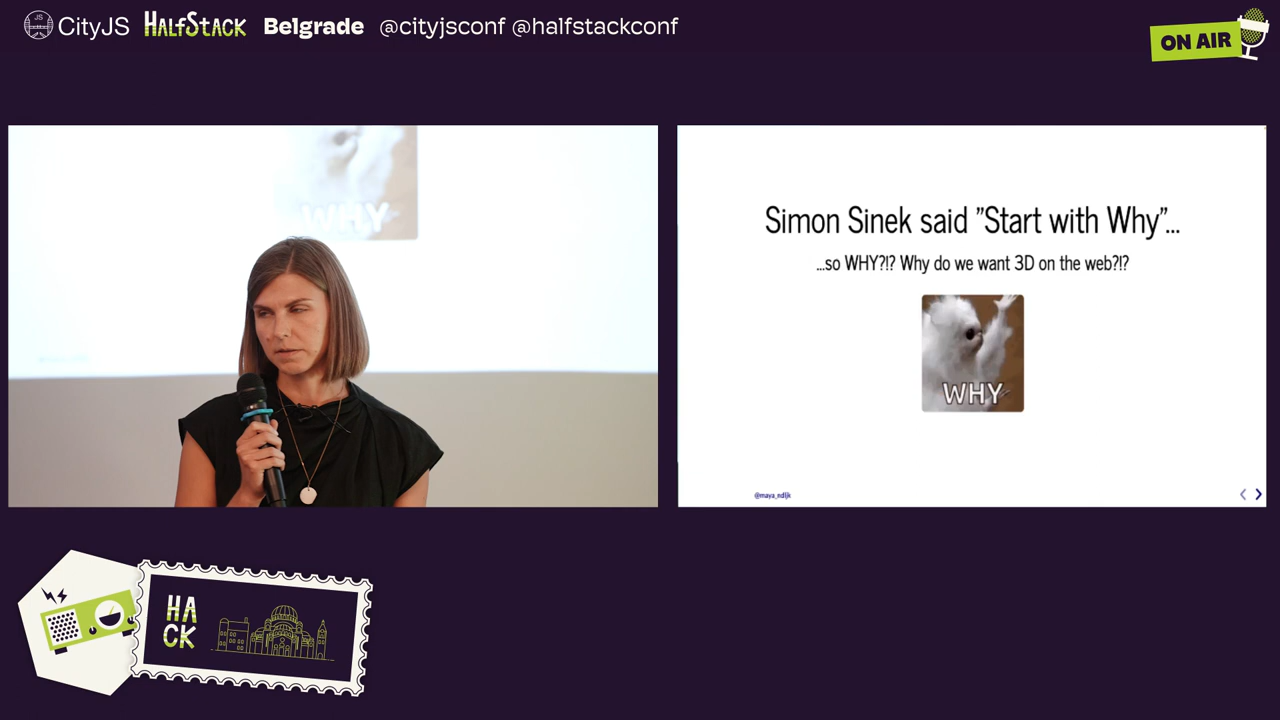 JS
CityJS HALFSTACK Belgrade @cityjsconf @halfstackconf
ON AIR
WHY
Simon Sinek said "Start with Why"...
...so WHY?!? Why do we want 3D on the web?!?
WHY
@maya_ndljk
HA
CK